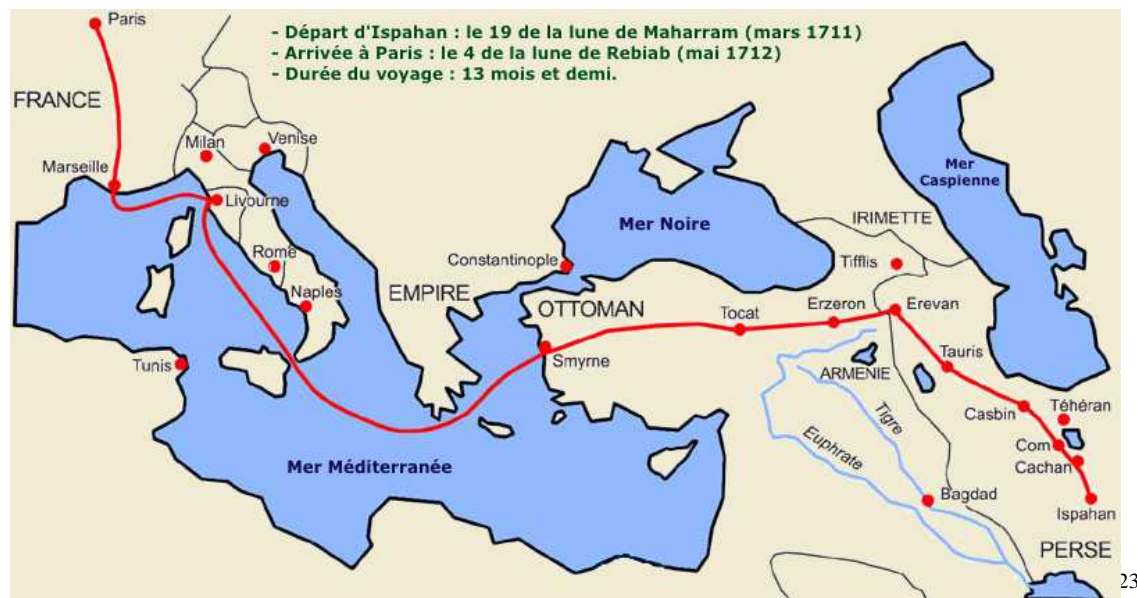 Paris
- Départ d'Ispahan : le 19 de la lune de Maharram (mars 1711)
- Arrivée à Paris : le 4 de la lune de Rebiab (mai 1712)
- Durée du voyage : 13 mois et demi.
FRANCE
Milan
Venise
Marseille
Livourne
Mer
Caspienne
Mer Noire
IRIMETTE
Rome
Constantinople
Tifflis
Naples
EMPIRE
OTTOMAN
Tocat
Erzeron
Erevan
Tunis
Smyrne
ARMENIE
Tauris
Casbin
Téhéran
Tigre
Euphrate
Com
Cachan
Mer Méditerranée
Bagdad
Ispahan
PERSE
23